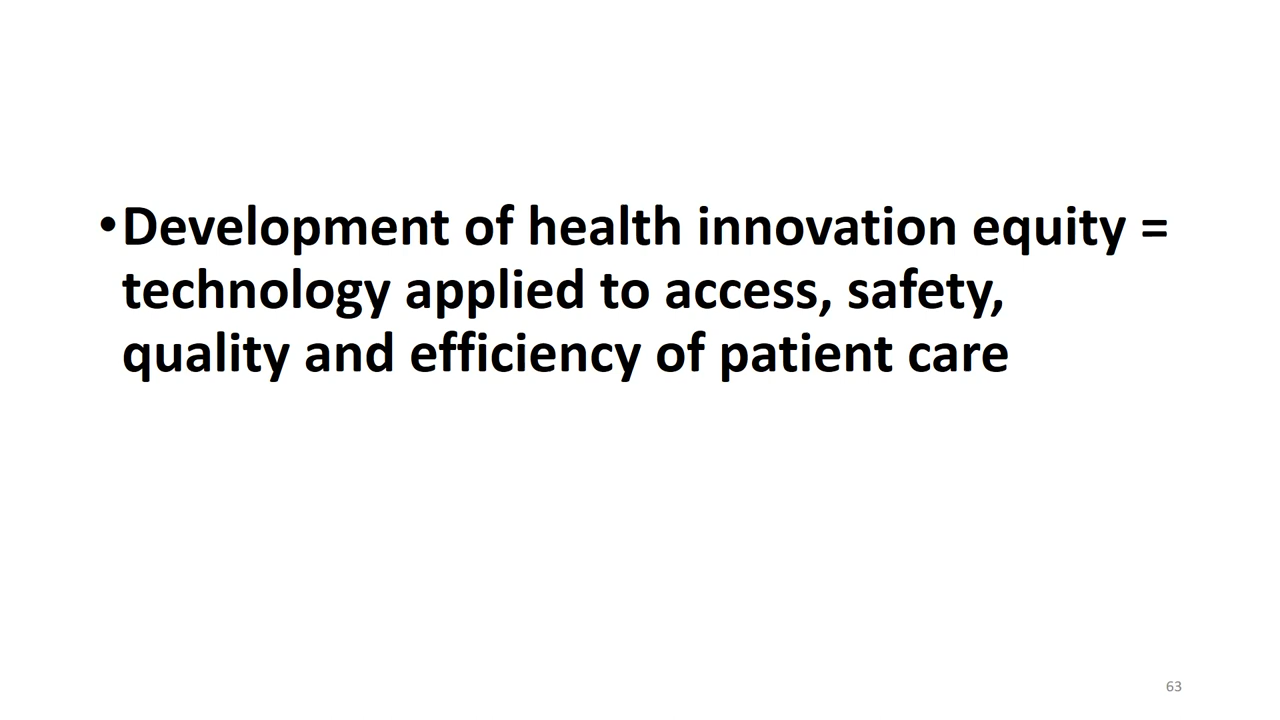 •Development of health innovation equity =
technology applied to access, safety,
quality and efficiency of patient care
63